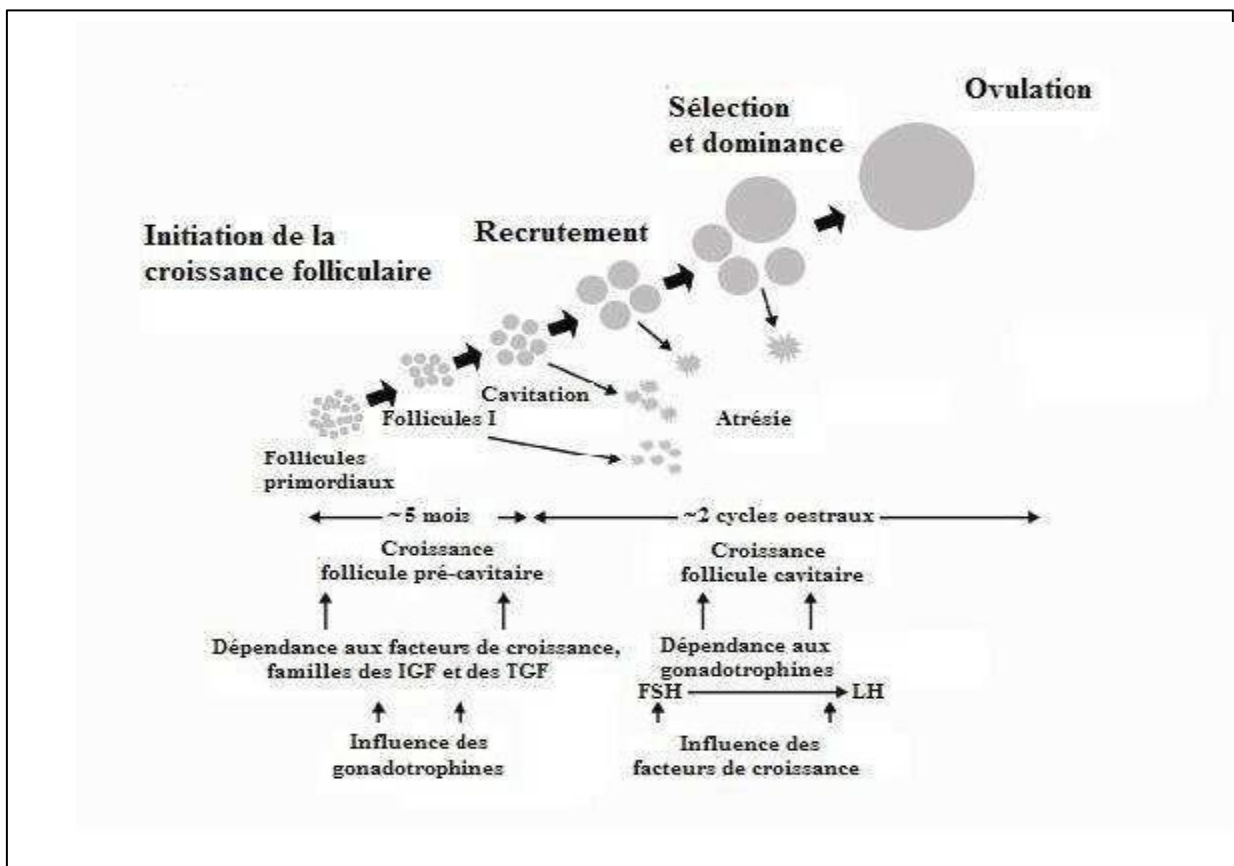 Ovulation
Sélection
et dominance
Recrutement
Initiation de la
croissance folliculaire
Cavitation
Follicules I
Atrésie
Follicules
primordiaux
~5 mois
~2 cycles oestraux
Croissance
follicule pré-cavitaire
Croissance
follicule cavitaire
Dépendance aux facteurs de croissance,
familles des IGF et des TGF
Dépendance aux
gonadotrophines
FSH
LH
Influence des
gonadotrophines
Influence des
facteurs de croissance